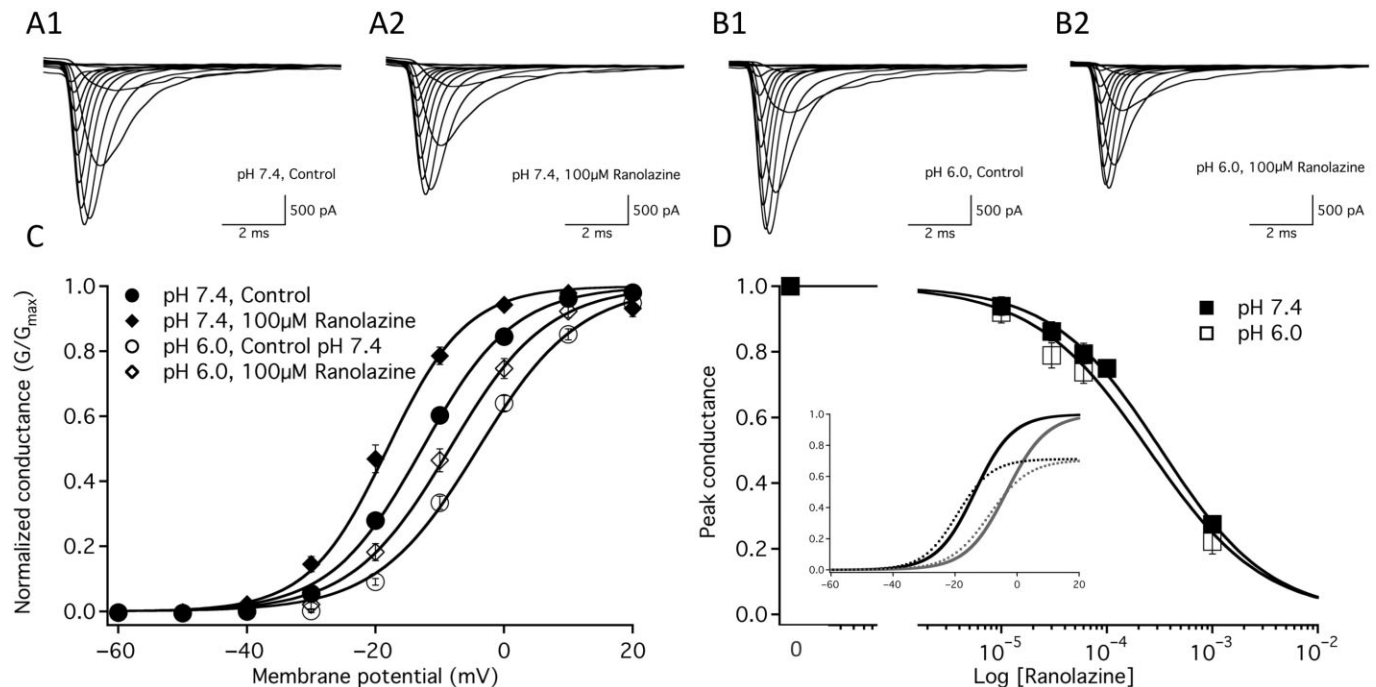 A1
A2
B1
B2
pH 7.4, Control
pH 7.4, 100µM Ranolazine
pH 6.0, Control
pH 6.0, 100µM Ranolazine
500 pA
2 ms
500 pA
2 ms
500 pA
2 ms
500 pA
2 ms
C
Normalized conductance (G/Gmax)
1.0
0.8
0.6
0.4
0.2
0.0
pH 7.4, Control
pH 7.4, 100µM Ranolazine
pH 6.0, Control pH 7.4
pH 6.0, 100µM Ranolazine
−60
−40
−20
0
20
Membrane potential (mV)
D
Peak conductance
1.0
0.8
0.6
0.4
0.2
0.0
pH 7.4
pH 6.0
1.0
0.8
0.6
0.4
0.2
0.0
−60
−40
−20
0
20
0
10⁻⁵
10⁻⁴
10⁻³
10⁻²
Log [Ranolazine]